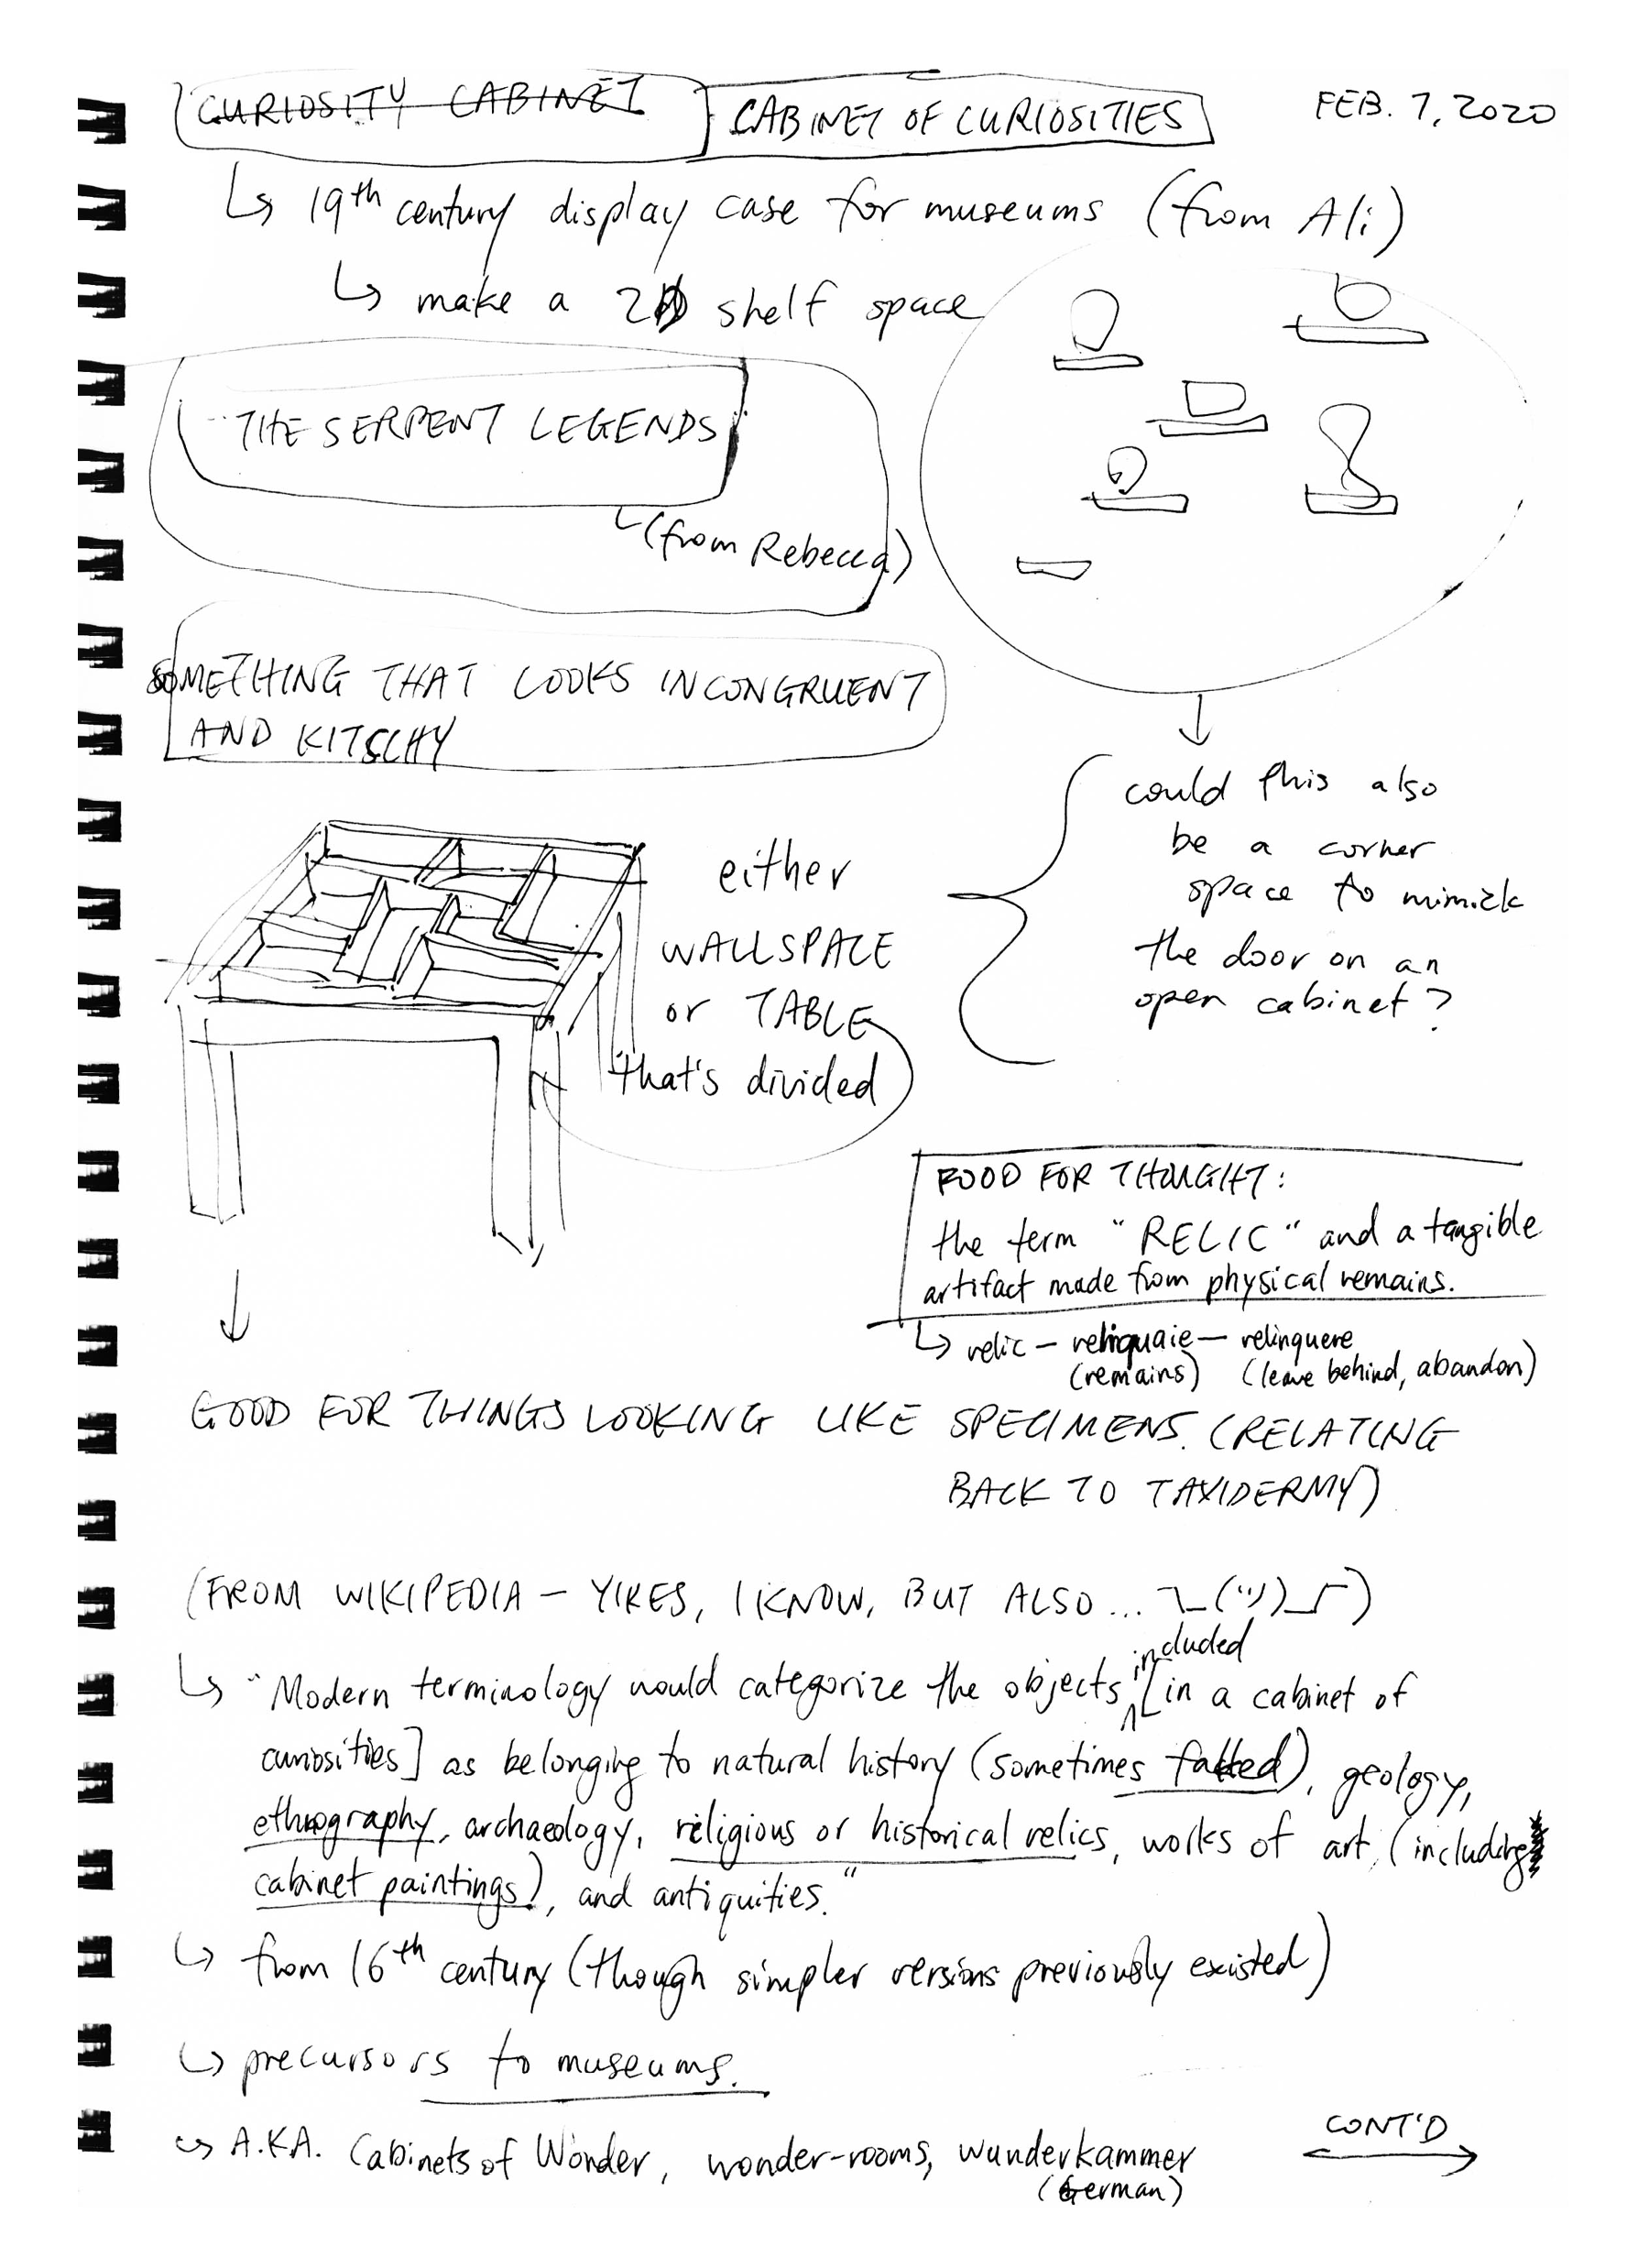 CURIOSITY CABINET
CABINET OF CURIOSITIES
FEB. 7, 2020
↳ 19th century display case for museums (from Ali)
↳ make a 2D shelf space
THE SERPENT LEGENDS
(from Rebecca)
SOMETHING THAT LOOKS INCONGRUENT
AND KITSCHY
either
WALLSPACE
or TABLE
that's divided
could this also
be a corner
space to mimick
the door on an
open cabinet?
FOOD FOR THOUGHT:
the term "RELIC" and a tangible
artifact made from physical remains.
↳ relic – reliquaie – relinquere
(remains) (leave behind, abandon)
GOOD FOR THINGS LOOKING LIKE SPECIMENS. (RELATING
BACK TO TAXIDERMY)
(FROM WIKIPEDIA – YIKES, I KNOW, BUT ALSO... ¬_(ツ)_┌)
included
↳ "Modern terminology would categorize the objects [in a cabinet of
curiosities] as belonging to natural history (sometimes faked), geology,
ethnography, archaeology, religious or historical relics, works of art (including
cabinet paintings), and antiquities."
↳ from 16th century (though simpler versions previously existed)
↳ precursors to museums.
↳ A.K.A. Cabinets of Wonder, wonder-rooms, wunderkammer
(German)
CONT'D